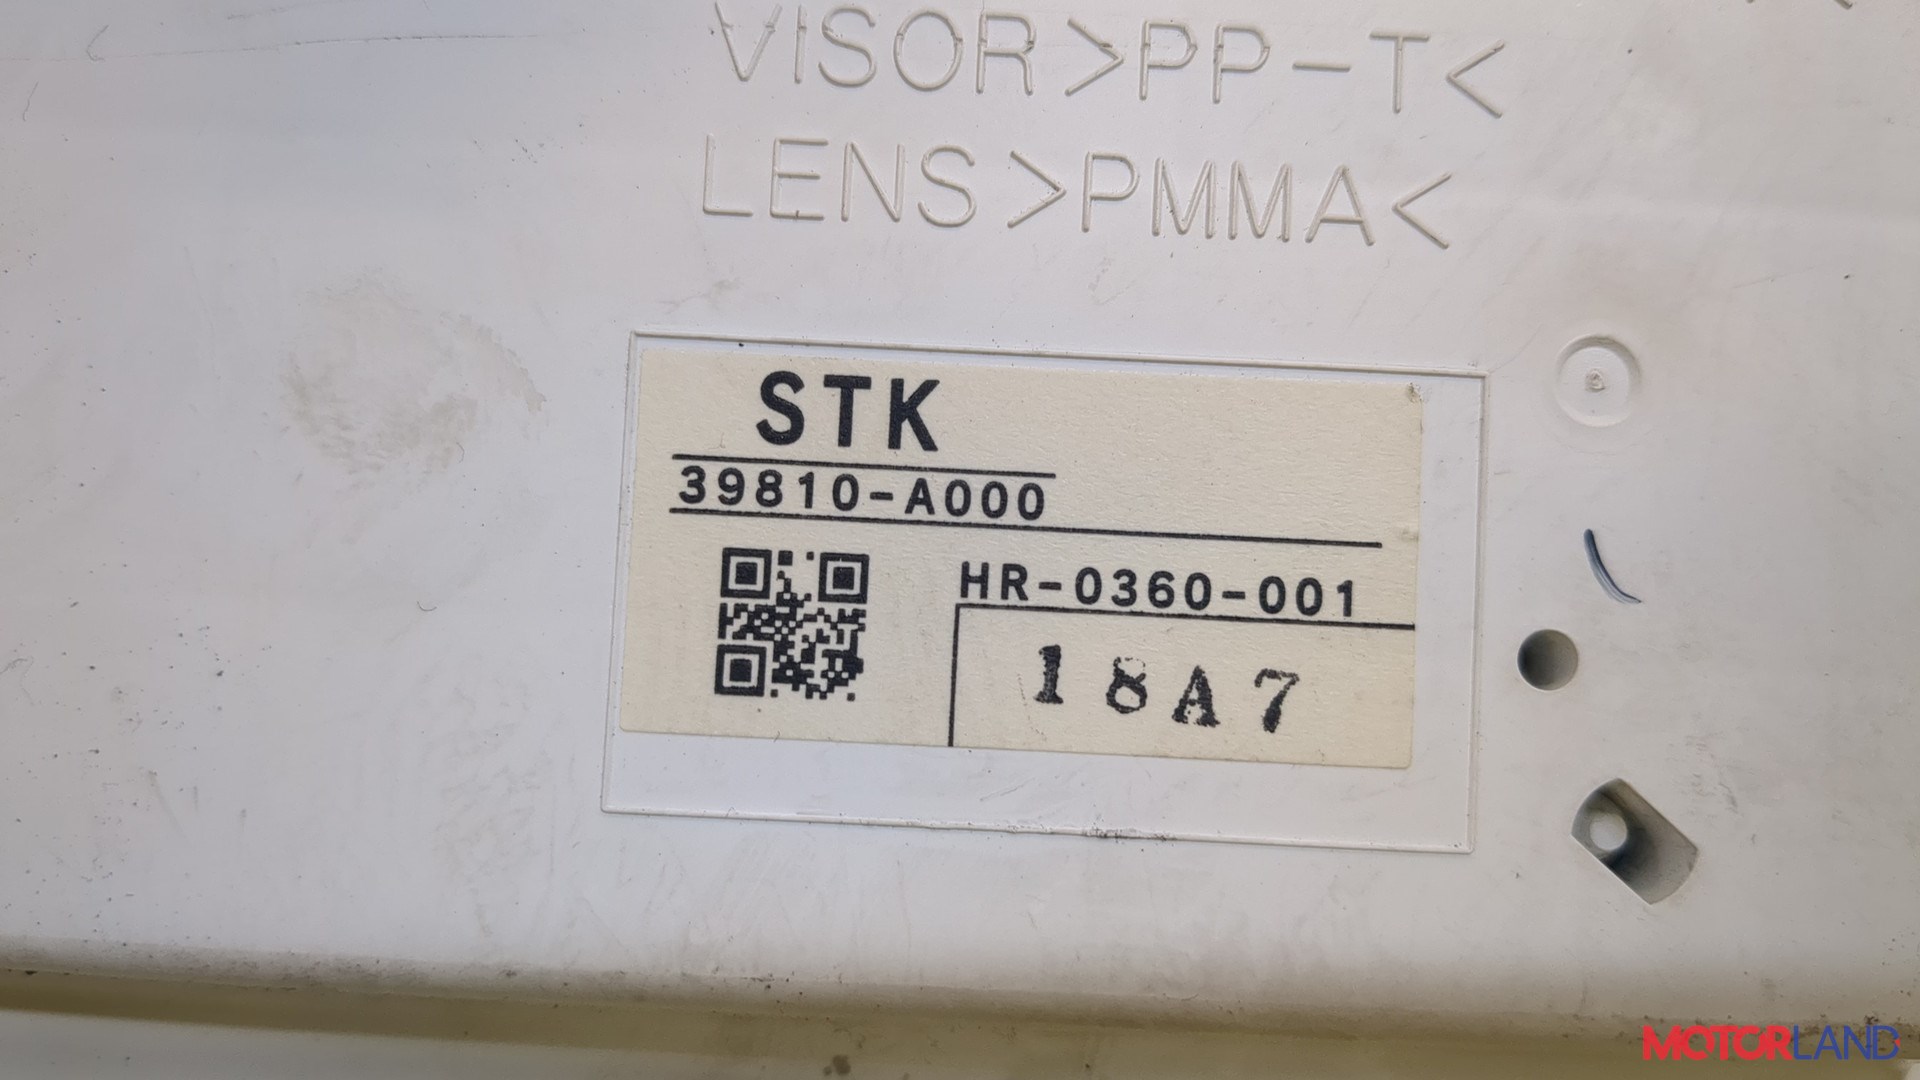 VISOR>PP-T<
LENS>PMMA<
STK
39810-A000
HR-0360-001
18A7
MOTORLAND